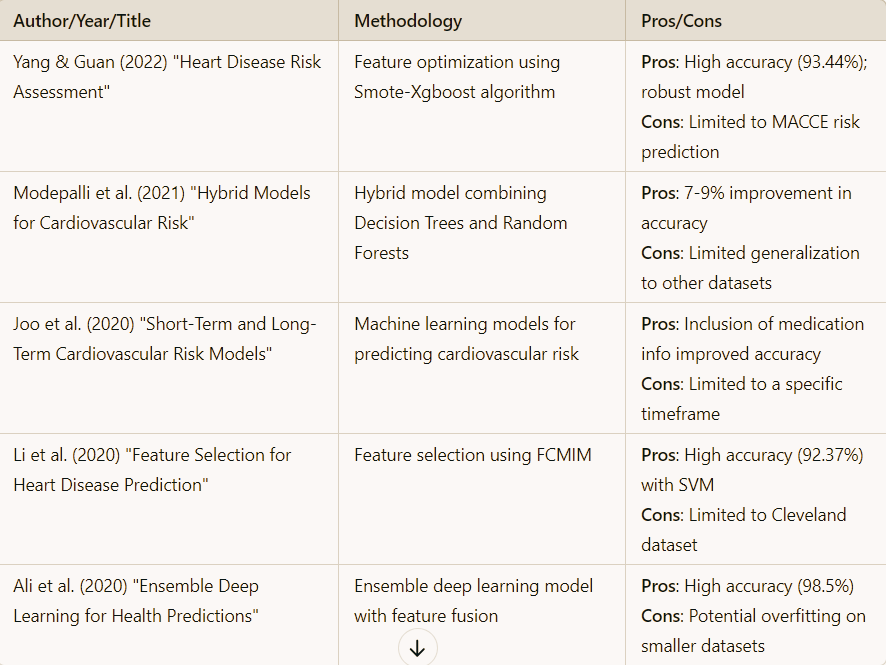 Author/Year/Title
Methodology
Pros/Cons
Yang & Guan (2022) "Heart Disease Risk
Assessment"
Feature optimization using
Smote-Xgboost algorithm
Pros: High accuracy (93.44%);
robust model
Cons: Limited to MACCE risk
prediction
Modepalli et al. (2021) "Hybrid Models
for Cardiovascular Risk"
Hybrid model combining
Decision Trees and Random
Forests
Pros: 7-9% improvement in
accuracy
Cons: Limited generalization
to other datasets
Joo et al. (2020) "Short-Term and Long-
Term Cardiovascular Risk Models"
Machine learning models for
predicting cardiovascular risk
Pros: Inclusion of medication
info improved accuracy
Cons: Limited to a specific
timeframe
Li et al. (2020) "Feature Selection for
Heart Disease Prediction"
Feature selection using FCMIM
Pros: High accuracy (92.37%)
with SVM
Cons: Limited to Cleveland
dataset
Ali et al. (2020) "Ensemble Deep
Learning for Health Predictions"
Ensemble deep learning model
with feature fusion
Pros: High accuracy (98.5%)
Cons: Potential overfitting on
smaller datasets